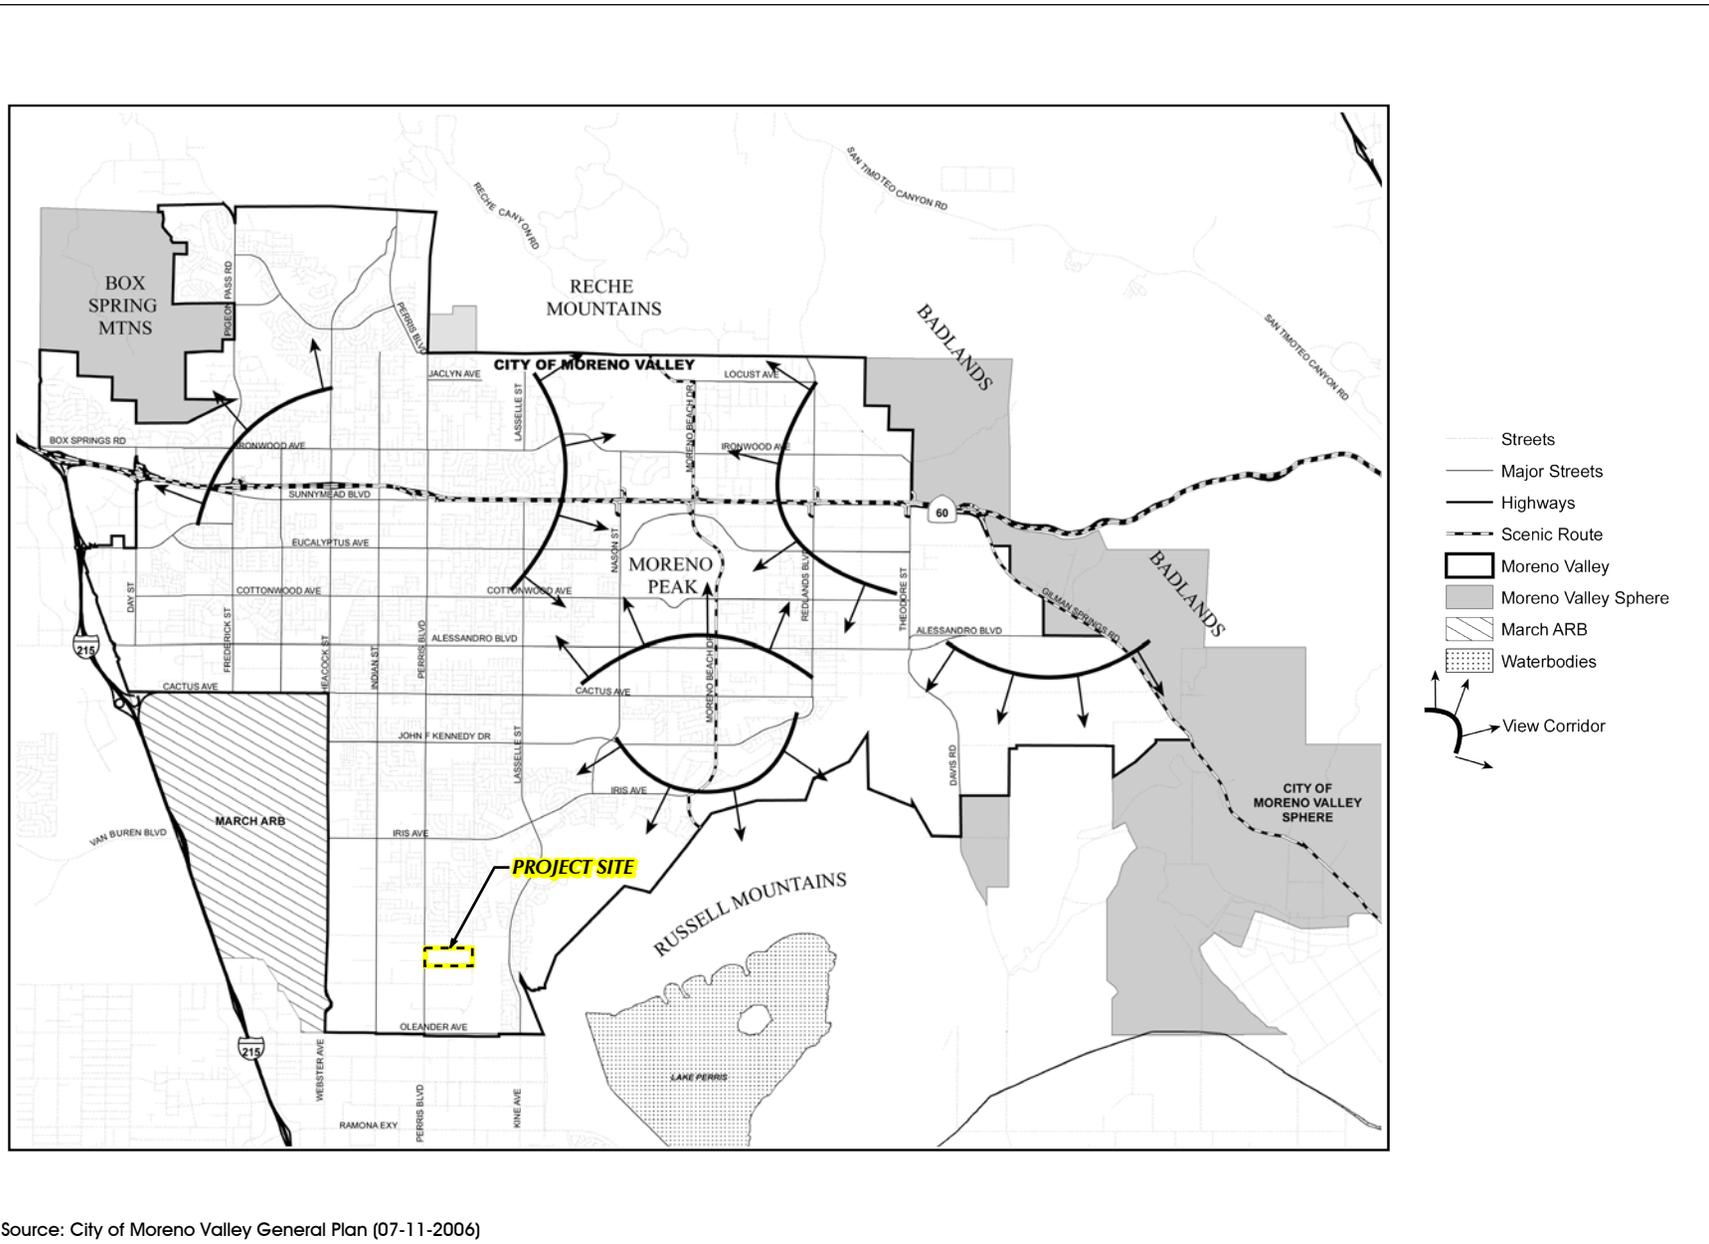 SAN TIMOTEO CANYON RD
RECHE CANYON RD
BOX
SPRING
MTNS
PIGEON PASS RD
RECHE
MOUNTAINS
PERRIS BLVD
BADLANDS
SAN TIMOTEO CANYON RD
CITY OF MORENO VALLEY
JACLYN AVE
LOCUST AVE
LASSELLE ST
MORENO BEACH DR
BOX SPRINGS RD
IRONWOOD AVE
IRONWOOD AVE
SUNNYMEAD BLVD
60
EUCALYPTUS AVE
NASON ST
MORENO
PEAK
REDLANDS BLVD
THEODORE ST
BADLANDS
DAY ST
COTTONWOOD AVE
COTTONWOOD AVE
GILMAN SPRINGS RD
FREDERICK ST
HEACOCK ST
INDIAN ST
PERRIS BLVD
ALESSANDRO BLVD
ALESSANDRO BLVD
215
CACTUS AVE
CACTUS AVE
MORENO BEACH DR
JOHN F KENNEDY DR
LASSELLE ST
DAVIS RD
IRIS AVE
CITY OF
MORENO VALLEY
SPHERE
VAN BUREN BLVD
MARCH ARB
IRIS AVE
PROJECT SITE
RUSSELL MOUNTAINS
OLEANDER AVE
215
WEBSTER AVE
PERRIS BLVD
KINE AVE
LAKE PERRIS
RAMONA EXY
Streets
Major Streets
Highways
Scenic Route
Moreno Valley
Moreno Valley Sphere
March ARB
Waterbodies
View Corridor
Source: City of Moreno Valley General Plan (07-11-2006)